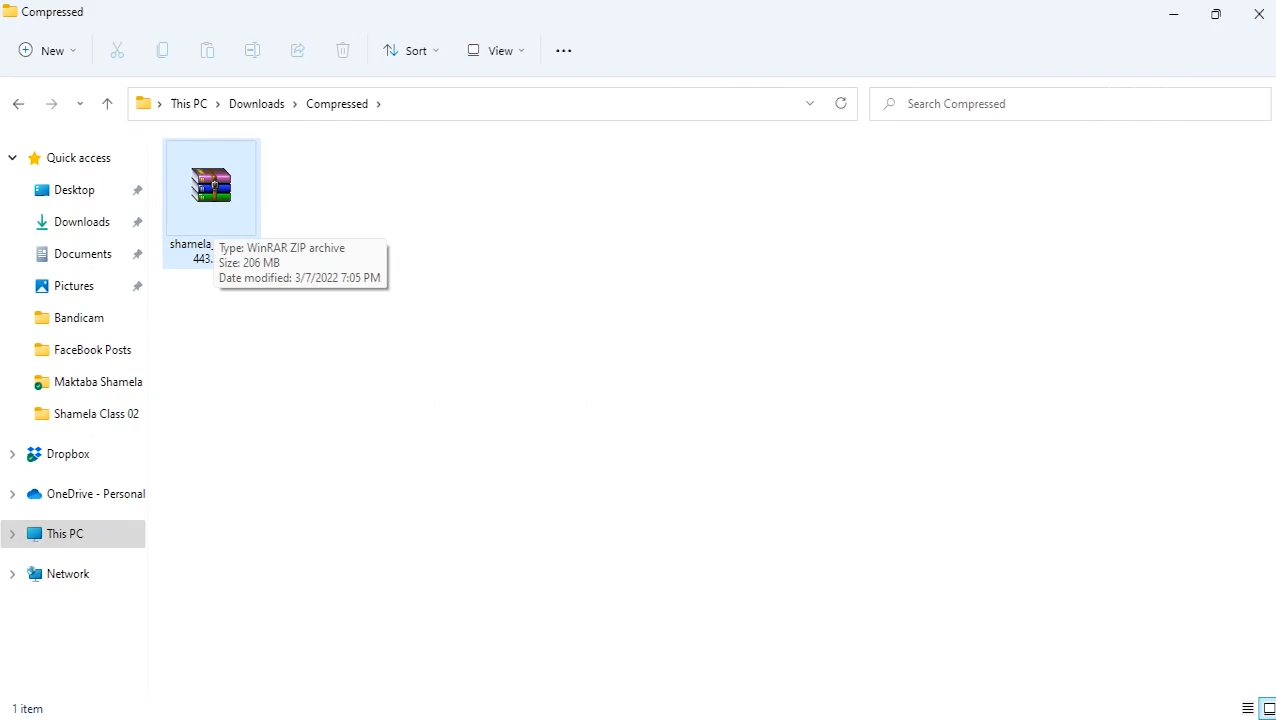 Compressed
New
Sort
View
This PC
Downloads
Compressed
Search Compressed
Quick access
Desktop
Downloads
Documents
Pictures
Bandicam
FaceBook Posts
Maktaba Shamela
Shamela Class 02
Dropbox
OneDrive - Personal
This PC
Network
shamela_
443.
Type: WinRAR ZIP archive
Size: 206 MB
Date modified: 3/7/2022 7:05 PM
1 item